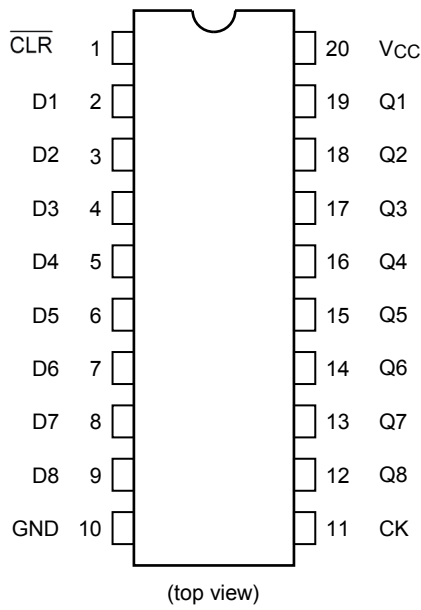 CLR 1 20 VCC
D1 2 19 Q1
D2 3 18 Q2
D3 4 17 Q3
D4 5 16 Q4
D5 6 15 Q5
D6 7 14 Q6
D7 8 13 Q7
D8 9 12 Q8
GND 10 11 CK
(top view)